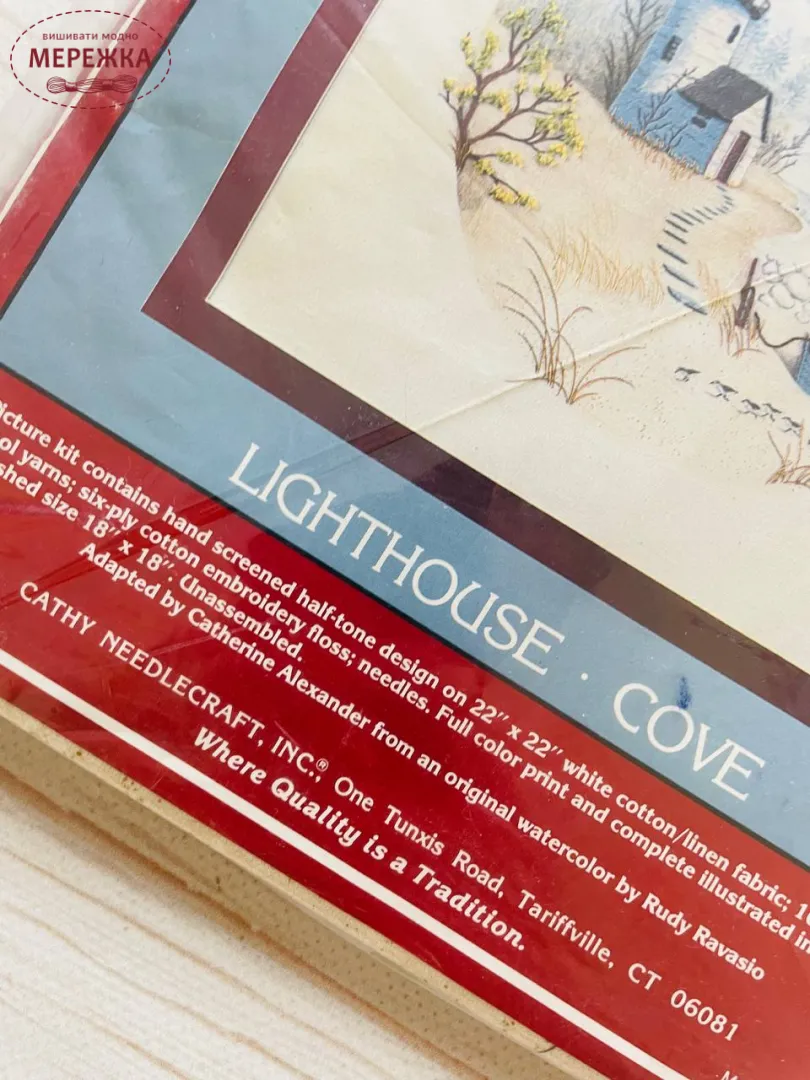 вишивати модно
МЕРЕЖКА
LIGHTHOUSE · COVE
icture kit contains hand screened half-tone design on 22" x 22" white cotton/linen fabric; 10
ol yarns; six-ply cotton embroidery floss; needles. Full color print and complete illustrated in
shed size 18" x 18". Unassembled.
Adapted by Catherine Alexander from an original watercolor by Rudy Ravasio
CATHY NEEDLECRAFT, INC.® One Tunxis Road, Tariffville, CT 06081
Where Quality is a Tradition.